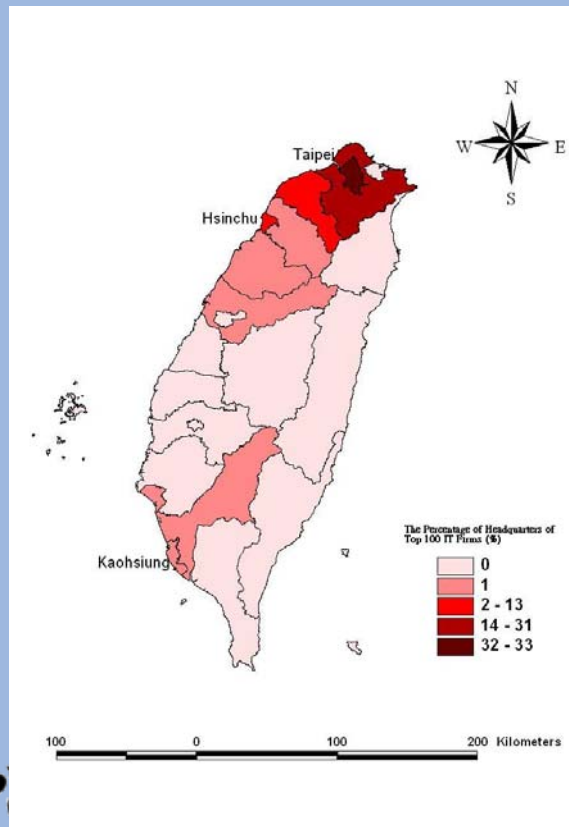 N
W E
S
Taipei
Hsinchu
Kaohsiung
The Percentage of Headquarters of
Top 100 IT Firms (%)
0
1
2 - 13
14 - 31
32 - 33
100 0 100 200 Kilometers